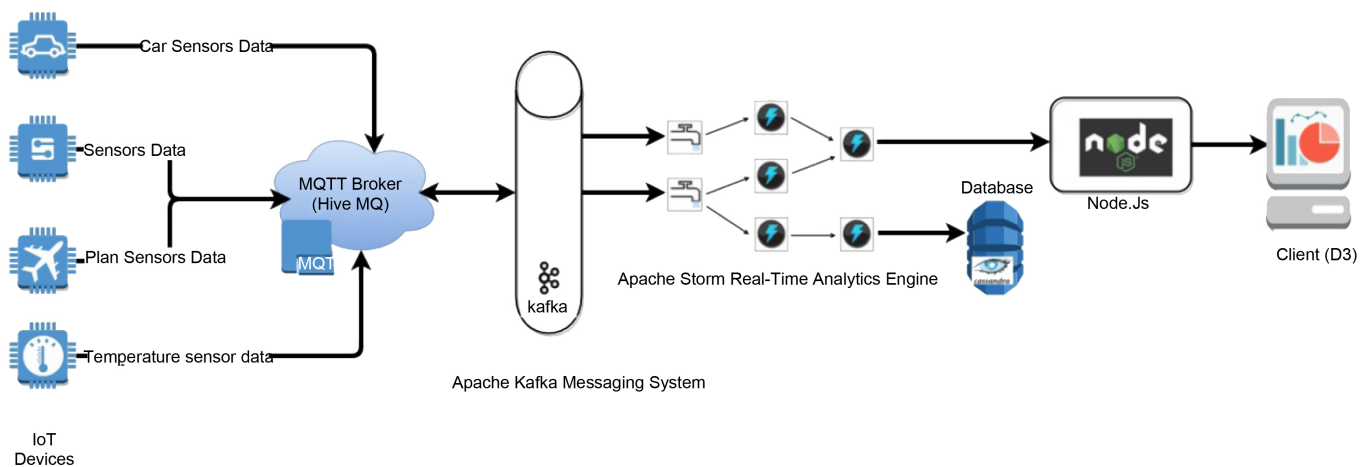 Car Sensors Data
Sensors Data
Plan Sensors Data
Temperature sensor data
IoT
Devices
MQTT Broker
(Hive MQ)
MQT
kafka
Apache Kafka Messaging System
Apache Storm Real-Time Analytics Engine
Database
cassandra
node
JS
Node.Js
Client (D3)